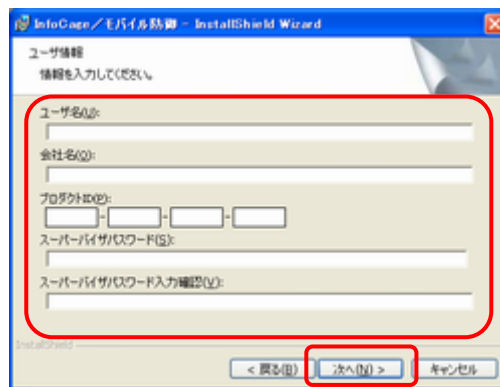 InfoCage／モバイル防御 - InstallShield Wizard
ユーザ情報
情報を入力してください。
ユーザ名(U):
会社名(O):
プロダクトID(P):
- - -
スーパーバイザパスワード(S):
スーパーバイザパスワード入力確認(V):
InstallShield
< 戻る(B) 次へ(N) > キャンセル